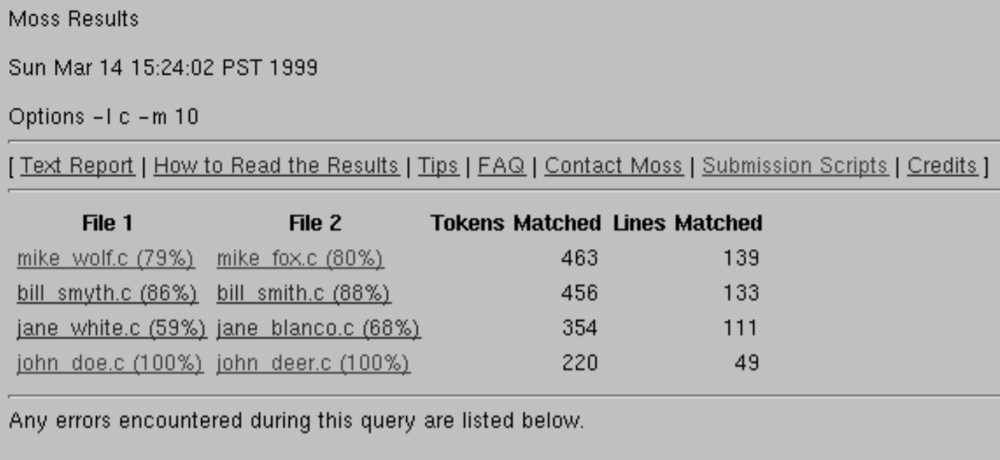 Moss Results
Sun Mar 14 15:24:02 PST 1999
Options -l c -m 10
[ Text Report | How to Read the Results | Tips | FAQ | Contact Moss | Submission Scripts | Credits ]
File 1 File 2 Tokens Matched Lines Matched
mike_wolf.c (79%) mike_fox.c (80%) 463 139
bill_smyth.c (86%) bill_smith.c (88%) 456 133
jane_white.c (59%) jane_blanco.c (68%) 354 111
john_doe.c (100%) john_deer.c (100%) 220 49
Any errors encountered during this query are listed below.